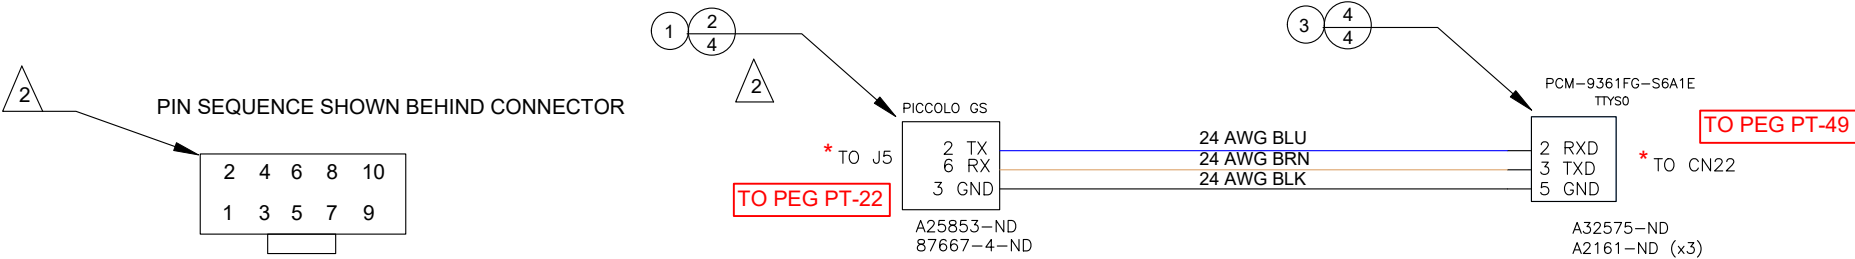 2
PIN SEQUENCE SHOWN BEHIND CONNECTOR
2 4 6 8 10
1 3 5 7 9
1
2
4
2
PICCOLO GS
* TO J5
TO PEG PT-22
2 TX
6 RX
3 GND
A25853-ND
87667-4-ND
24 AWG BLU
24 AWG BRN
24 AWG BLK
3
4
4
PCM-9361FG-S6A1E
TTYS0
2 RXD
3 TXD
5 GND
TO PEG PT-49
* TO CN22
A32575-ND
A2161-ND (x3)